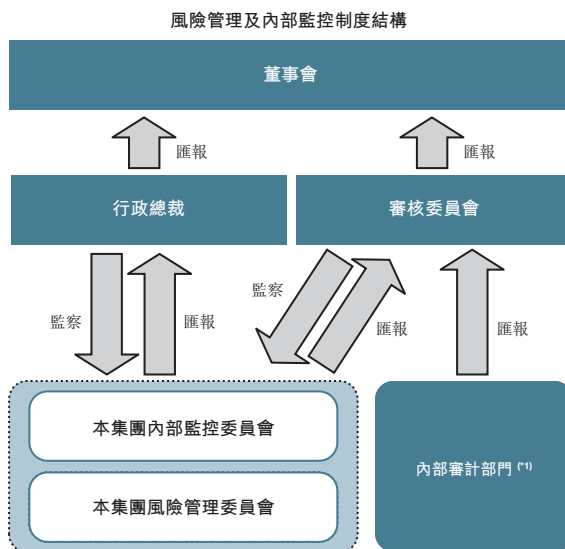 風險管理及內部監控制度結構
董事會
匯報
匯報
行政總裁
審核委員會
監察
匯報
監察
匯報
匯報
本集團內部監控委員會
本集團風險管理委員會
內部審計部門 (*1)